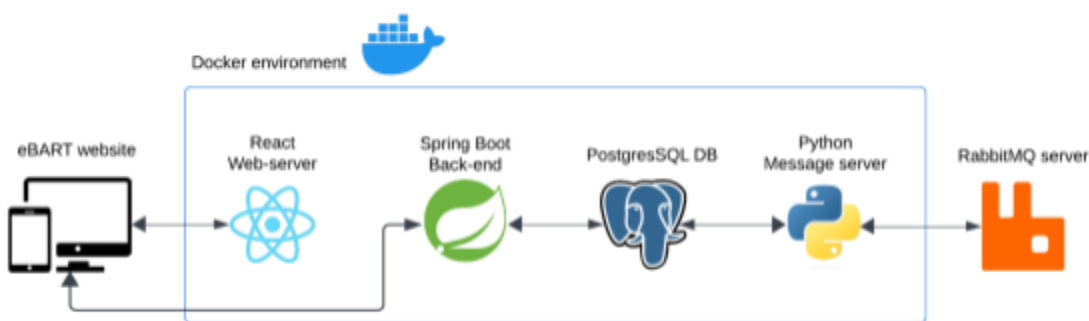 Docker environment
eBART website
React
Web-server
Spring Boot
Back-end
PostgresSQL DB
Python
Message server
RabbitMQ server